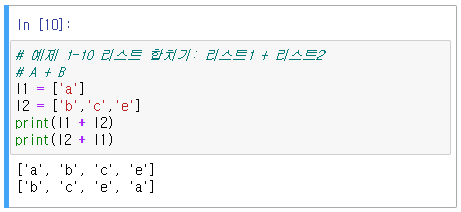 In [10]:
# 예제 1-10 리스트 합치기: 리스트1 + 리스트2
# A + B
l1 = ['a']
l2 = ['b','c','e']
print(l1 + l2)
print(l2 + l1)
['a', 'b', 'c', 'e']
['b', 'c', 'e', 'a']